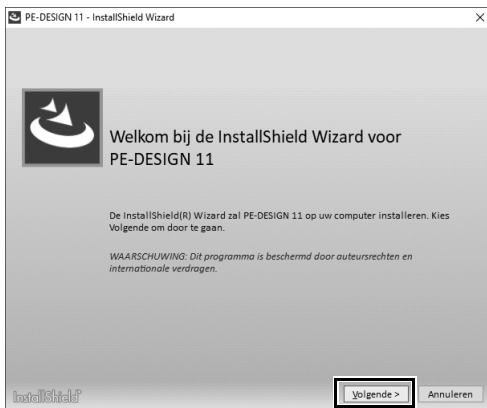 PE-DESIGN 11 - InstallShield Wizard
Welkom bij de InstallShield Wizard voor
PE-DESIGN 11
De InstallShield(R) Wizard zal PE-DESIGN 11 op uw computer installeren. Kies
Volgende om door te gaan.
WAARSCHUWING: Dit programma is beschermd door auteursrechten en
internationale verdragen.
InstallShield
Volgende > Annuleren